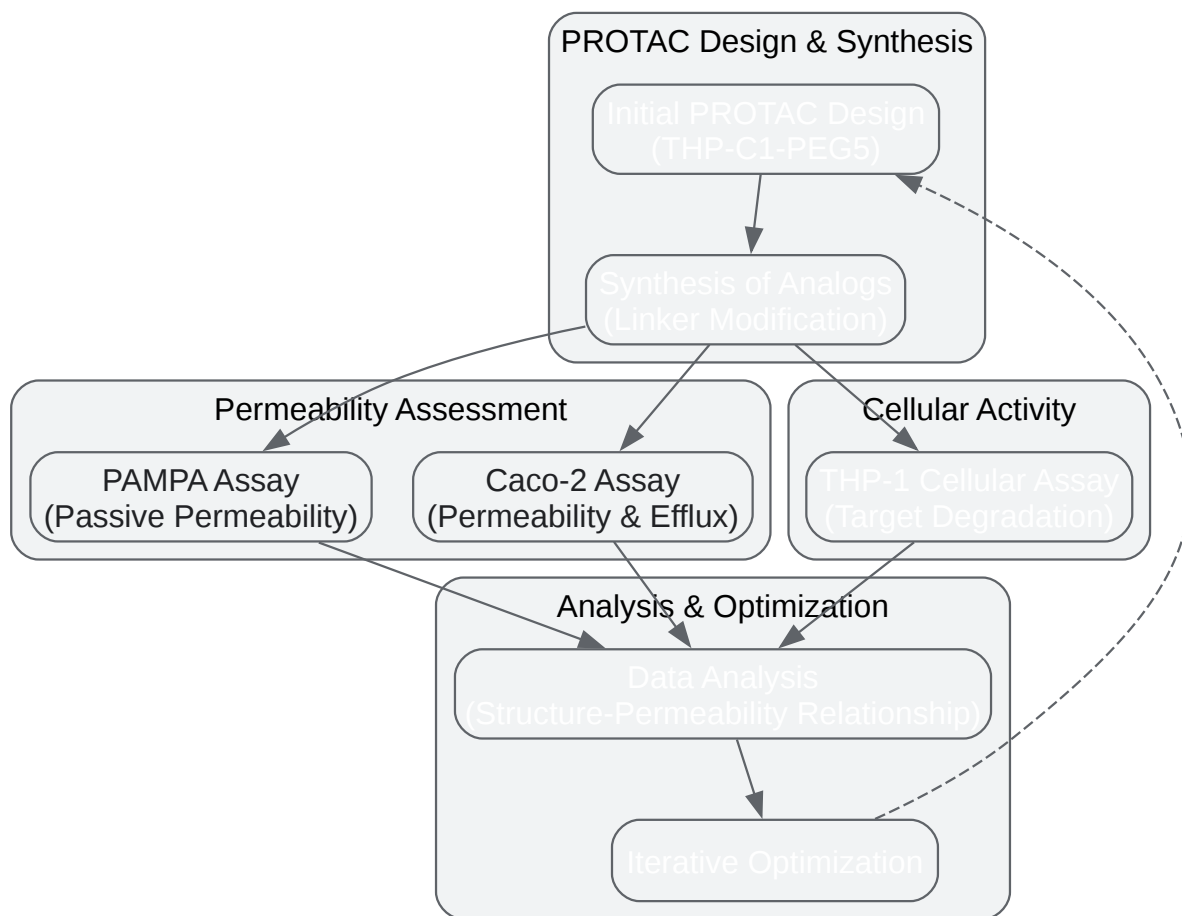 PROTAC Design & Synthesis
Initial PROTAC Design
(THP-C1-PEG5)
Synthesis of Analogs
(Linker Modification)
Permeability Assessment
PAMPA Assay
(Passive Permeability)
Caco-2 Assay
(Permeability & Efflux)
Cellular Activity
THP-1 Cellular Assay
(Target Degradation)
Analysis & Optimization
Data Analysis
(Structure-Permeability Relationship)
Iterative Optimization